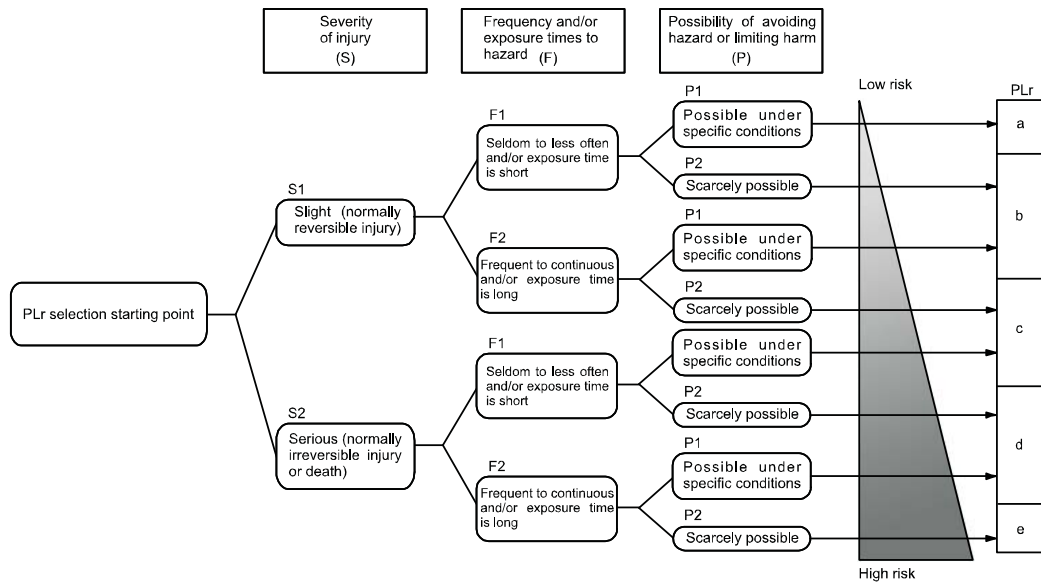 Severity
of injury
(S)
Frequency and/or
exposure times to
hazard (F)
Possibility of avoiding
hazard or limiting harm
(P)
PLr selection starting point
S1
Slight (normally
reversible injury)
S2
Serious (normally
irreversible injury
or death)
F1
Seldom to less often
and/or exposure time
is short
F2
Frequent to continuous
and/or exposure time
is long
F1
Seldom to less often
and/or exposure time
is short
F2
Frequent to continuous
and/or exposure time
is long
P1
Possible under
specific conditions
P2
Scarcely possible
P1
Possible under
specific conditions
P2
Scarcely possible
P1
Possible under
specific conditions
P2
Scarcely possible
P1
Possible under
specific conditions
P2
Scarcely possible
Low risk
High risk
PLr
a
b
c
d
e